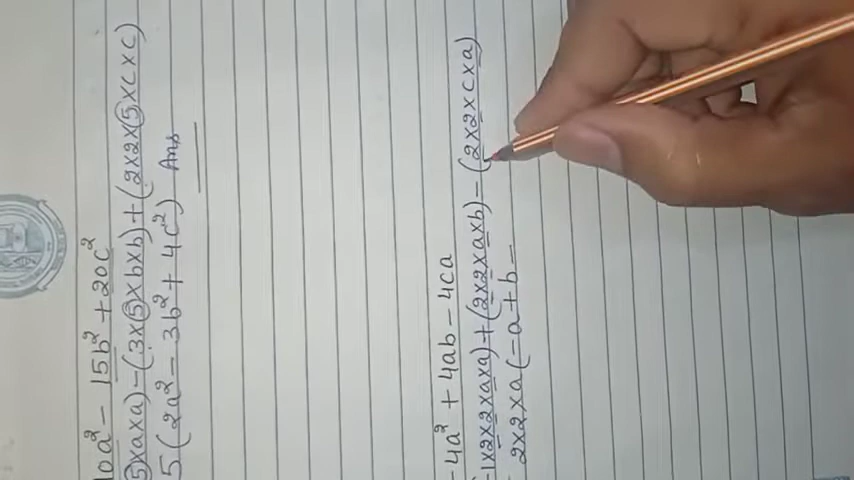 10a² - 15b² + 20c²
5×a×a) - (3×5×b×b) + (2×2×5×c×c)
5(2a² - 3b² + 4c²) Ans
-4a² + 4ab - 4ca
(-1×2×2×a×a) + (2×2×a×b) - (2×2×c×a)
2×2×a(-a+b-